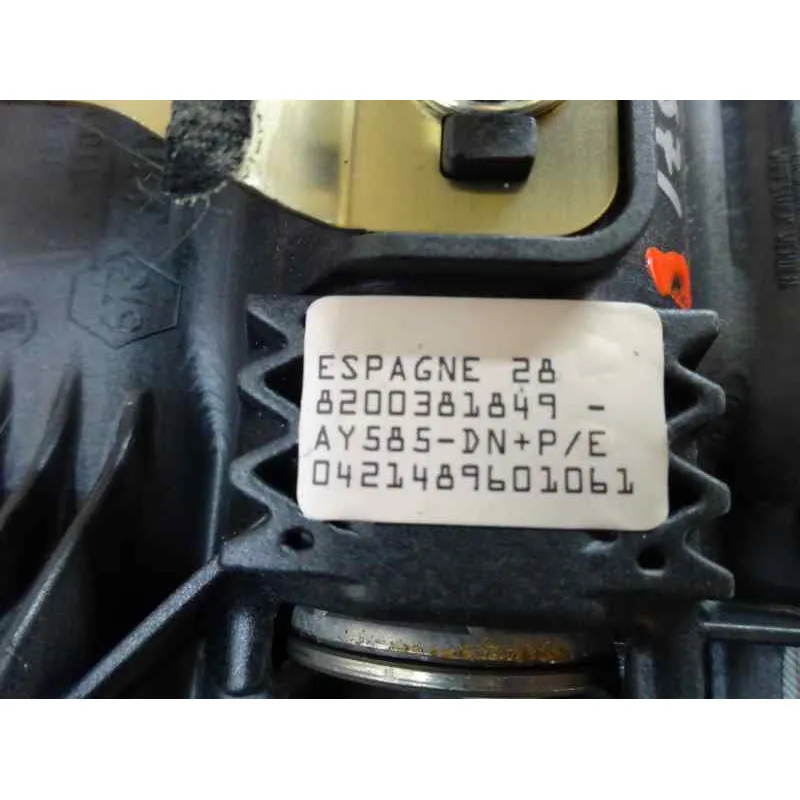 ESPAGNE 28
8200381849 -
AY585-DN+P/E
0421489601061